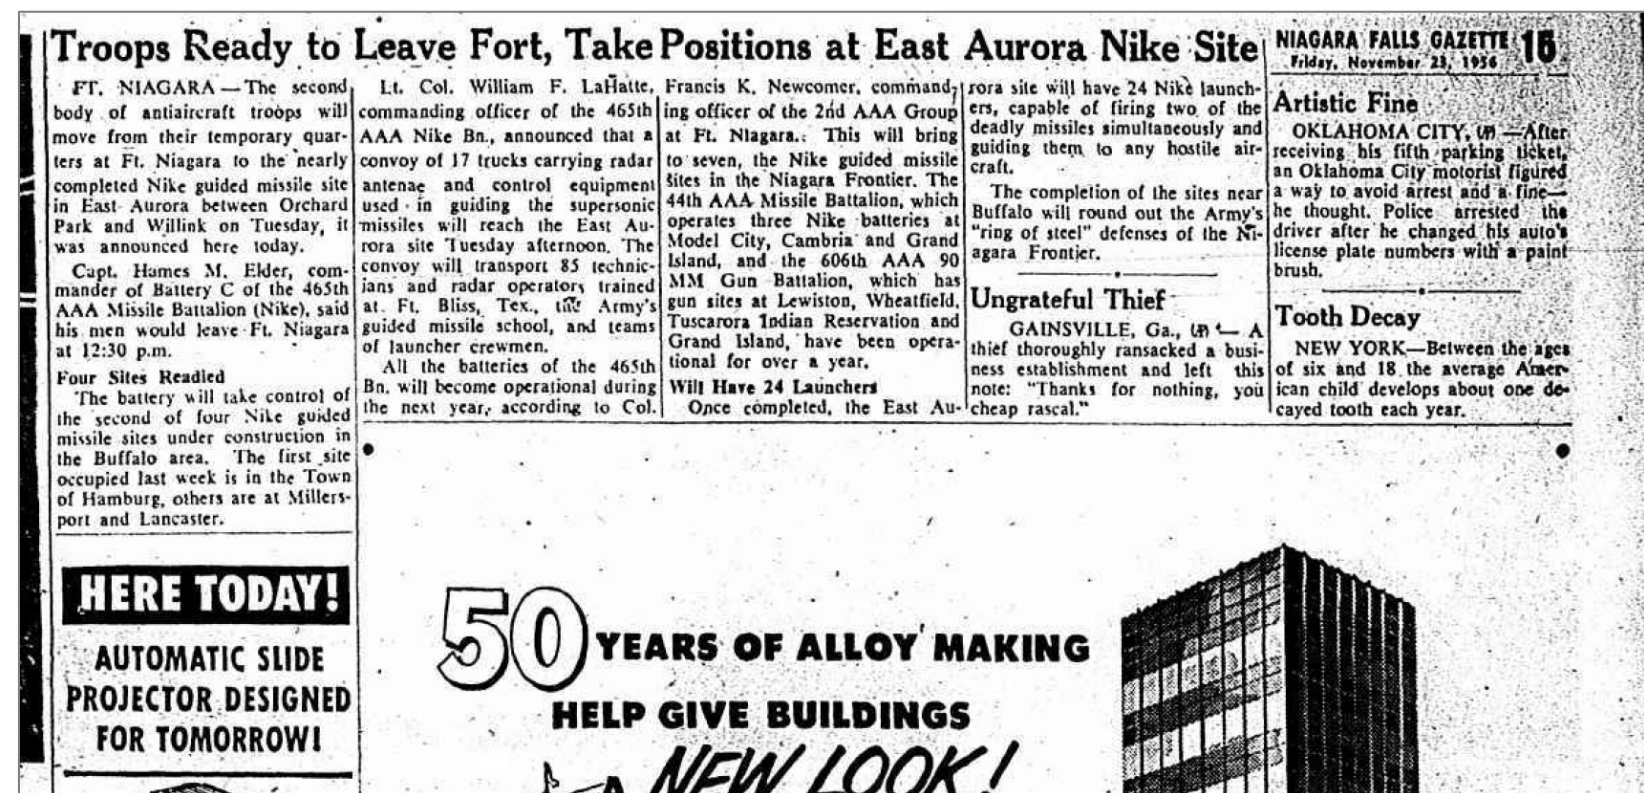 Troops Ready to Leave Fort, Take Positions at East Aurora Nike Site
NIAGARA FALLS GAZETTE 15
Friday, November 23, 1956
FT. NIAGARA — The second
body of antiaircraft troops will
move from their temporary quar-
ters at Ft. Niagara to the nearly
completed Nike guided missile site
in East Aurora between Orchard
Park and Willink on Tuesday, it
was announced here today.
Capt. Hames M. Elder, com-
mander of Battery C of the 465th
AAA Missile Battalion (Nike), said
his men would leave Ft. Niagara
at 12:30 p.m.
Four Sites Readied
The battery will take control of
the second of four Nike guided
missile sites under construction in
the Buffalo area. The first site
occupied last week is in the Town
of Hamburg, others are at Millers-
port and Lancaster.
Lt. Col. William F. LaHatte,
commanding officer of the 465th
AAA Nike Bn., announced that a
convoy of 17 trucks carrying radar
antenae and control equipment
used in guiding the supersonic
missiles will reach the East Au-
rora site Tuesday afternoon. The
convoy will transport 85 technic-
ians and radar operators trained
at Ft. Bliss, Tex., the Army's
guided missile school, and teams
of launcher crewmen.
All the batteries of the 465th
Bn. will become operational during
the next year, according to Col.
Francis K. Newcomer, command-
ing officer of the 2nd AAA Group
at Ft. Niagara. This will bring
to seven, the Nike guided missile
sites in the Niagara Frontier. The
44th AAA Missile Battalion, which
operates three Nike batteries at
Model City, Cambria and Grand
Island, and the 606th AAA 90
MM Gun Battalion, which has
gun sites at Lewiston, Wheatfield,
Tuscarora Indian Reservation and
Grand Island, have been opera-
tional for over a year.
Will Have 24 Launchers
Once completed, the East Au-
rora site will have 24 Nike launch-
ers, capable of firing two of the
deadly missiles simultaneously and
guiding them to any hostile air-
craft.
The completion of the sites near
Buffalo will round out the Army's
"ring of steel" defenses of the Ni-
agara Frontier.
Ungrateful Thief
GAINSVILLE, Ga., (AP) — A
thief thoroughly ransacked a busi-
ness establishment and left this
note: "Thanks for nothing, you
cheap rascal."
Artistic Fine
OKLAHOMA CITY, (AP) — After
receiving his fifth parking ticket,
an Oklahoma City motorist figured
a way to avoid arrest and a fine—
he thought. Police arrested the
driver after he changed his auto's
license plate numbers with a paint
brush.
Tooth Decay
NEW YORK—Between the ages
of six and 18 the average Amer-
ican child develops about one de-
cayed tooth each year.
HERE TODAY!
AUTOMATIC SLIDE
PROJECTOR DESIGNED
FOR TOMORROW!
50 YEARS OF ALLOY MAKING
HELP GIVE BUILDINGS
A NEW LOOK!